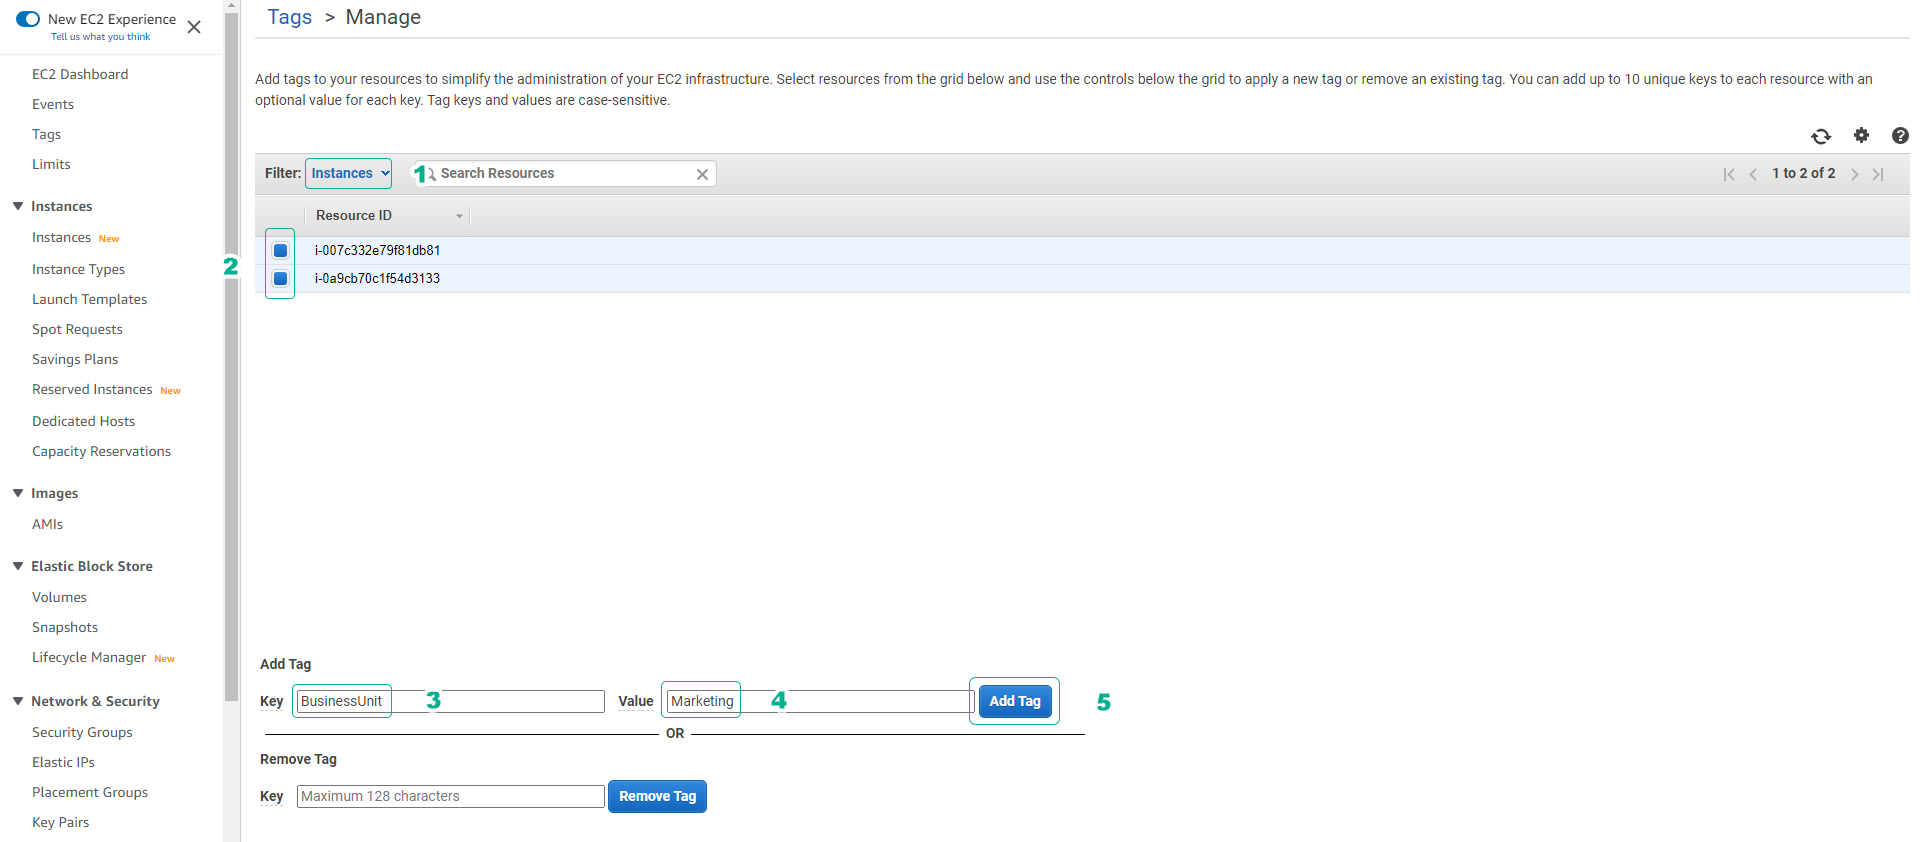 New EC2 Experience
Tell us what you think
EC2 Dashboard
Events
Tags
Limits
Instances
Instances New
Instance Types
Launch Templates
Spot Requests
Savings Plans
Reserved Instances New
Dedicated Hosts
Capacity Reservations
Images
AMIs
Elastic Block Store
Volumes
Snapshots
Lifecycle Manager New
Network & Security
Security Groups
Elastic IPs
Placement Groups
Key Pairs
Tags > Manage
Add tags to your resources to simplify the administration of your EC2 infrastructure. Select resources from the grid below and use the controls below the grid to apply a new tag or remove an existing tag. You can add up to 10 unique keys to each resource with an
optional value for each key. Tag keys and values are case-sensitive.
Filter: Instances 1 Search Resources 1 to 2 of 2
Resource ID
2
i-007c332e79f81db81
i-0a9cb70c1f54d3133
Add Tag
Key BusinessUnit 3 Value Marketing 4 Add Tag 5
OR
Remove Tag
Key Maximum 128 characters Remove Tag